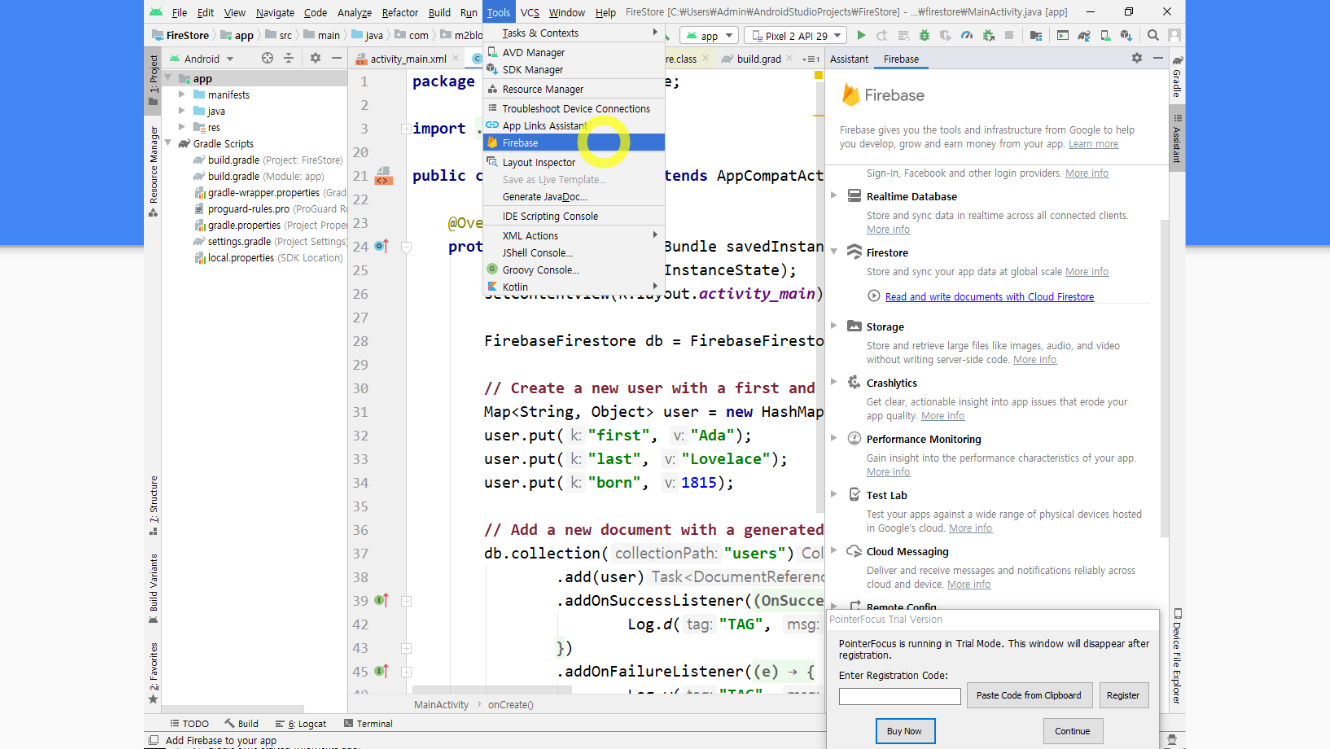 File Edit View Navigate Code Analyze Refactor Build Run Tools VCS Window Help FireStore [C:₩Users₩Admin₩AndroidStudioProjects₩FireStore] - ...₩firestore₩MainActivity.java [app]
FireStore app src main java com m2blo
app Pixel 2 API 29
Android
activity_main.xml
re.class
build.grad
1
Assistant Firebase
1: Project
Resource Manager
7: Structure
Build Variants
2: Favorites
app
manifests
java
res
Gradle Scripts
build.gradle (Project: FireStore)
build.gradle (Module: app)
gradle-wrapper.properties (Grad
proguard-rules.pro (ProGuard R
gradle.properties (Project Proper
settings.gradle (Project Settings)
local.properties (SDK Location)
Tasks & Contexts
AVD Manager
SDK Manager
Resource Manager
Troubleshoot Device Connections
App Links Assistant
Firebase
Layout Inspector
Save as Live Template...
Generate JavaDoc...
IDE Scripting Console
XML Actions
JShell Console...
Groovy Console...
Kotlin
1 package e;
2
3 import .
20
21 public c tends AppCompatAct
22
23 @Ove
24 prot Bundle savedInstan
25 InstanceState);
26 setContentView(R.layout.activity_main)
27
28 FirebaseFirestore db = FirebaseFiresto
29
30 // Create a new user with a first and
31 Map<String, Object> user = new HashMap
32 user.put( k: "first", v: "Ada");
33 user.put( k: "last", v: "Lovelace");
34 user.put( k: "born", v: 1815);
35
36 // Add a new document with a generated
37 db.collection( collectionPath: "users") Col
38 .add(user) Task<DocumentReferenc
39 .addOnSuccessListener((OnSucce
42 Log.d( tag: "TAG", msg:
43 })
45 .addOnFailureListener((e) → {
"TAG",
MainActivity > onCreate()
Firebase
Firebase gives you the tools and infrastructure from Google to help
you develop, grow and earn money from your app. Learn more
Sign-In, Facebook and other login providers. More info
Realtime Database
Store and sync data in realtime across all connected clients.
More info
Firestore
Store and sync your app data at global scale More info
Read and write documents with Cloud Firestore
Storage
Store and retrieve large files like images, audio, and video
without writing server-side code. More info
Crashlytics
Get clear, actionable insight into app issues that erode your
app quality. More info
Performance Monitoring
Gain insight into the performance characteristics of your app.
More info
Test Lab
Test your apps against a wide range of physical devices hosted
in Google's cloud. More info
Cloud Messaging
Deliver and receive messages and notifications reliably across
cloud and device. More info
Remote Config
Gradle
Assistant
Device File Explorer
PointerFocus Trial Version
PointerFocus is running in Trial Mode. This window will disappear after
registration.
Enter Registration Code:
Paste Code from Clipboard Register
Buy Now Continue
TODO Build 6: Logcat Terminal
Add Firebase to your app